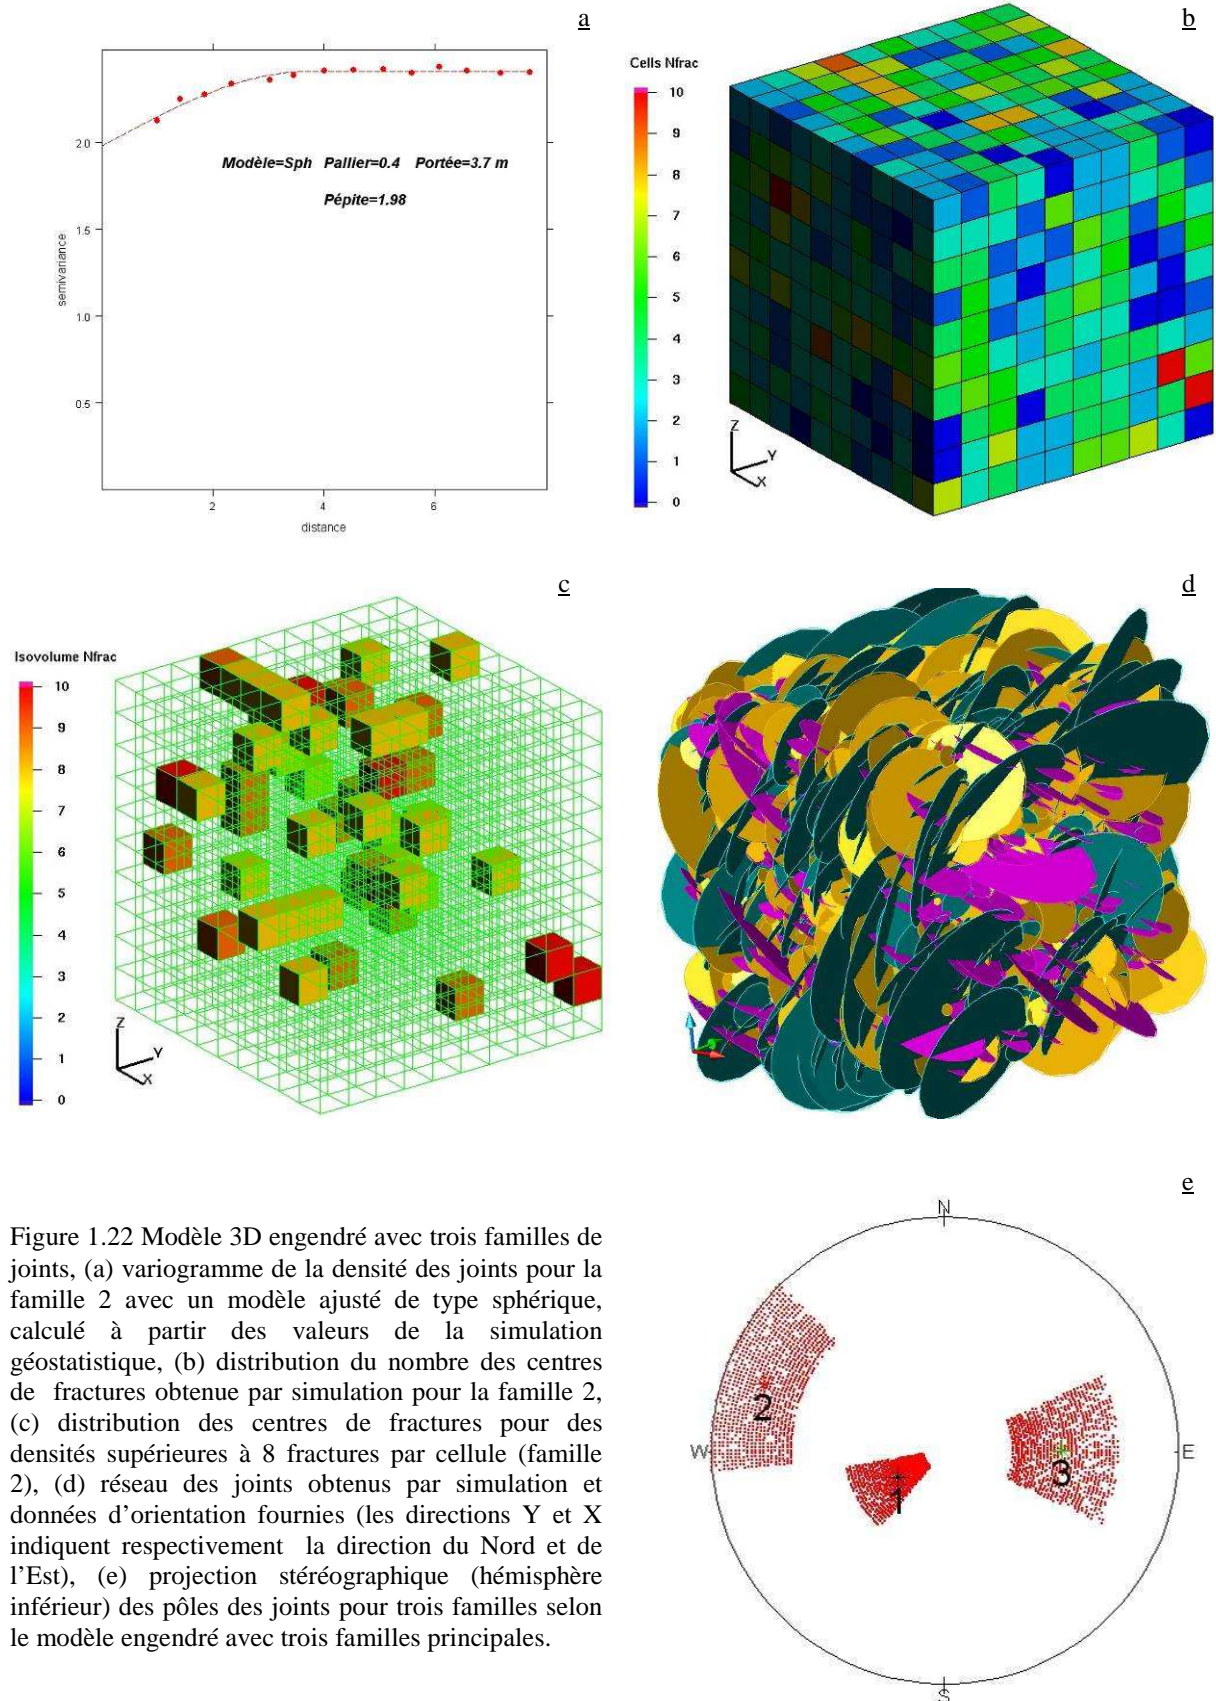 a
2.0
1.5
1.0
0.5
semivariance
Modèle=Sph Pallier=0.4 Portée=3.7 m
Pépite=1.98
2
4
6
distance
b
Cells Nfrac
10
9
8
7
6
5
4
3
2
1
0
Z
Y
X
c
Isovolume Nfrac
10
9
8
7
6
5
4
3
2
1
0
Z
Y
X
d
e
N
W
E
S
2
1
3
Figure 1.22 Modèle 3D engendré avec trois familles de
joints, (a) variogramme de la densité des joints pour la
famille 2 avec un modèle ajusté de type sphérique,
calculé à partir des valeurs de la simulation
géostatistique, (b) distribution du nombre des centres
de fractures obtenue par simulation pour la famille 2,
(c) distribution des centres de fractures pour des
densités supérieures à 8 fractures par cellule (famille
2), (d) réseau des joints obtenus par simulation et
données d’orientation fournies (les directions Y et X
indiquent respectivement la direction du Nord et de
l’Est), (e) projection stéréographique (hémisphère
inférieur) des pôles des joints pour trois familles selon
le modèle engendré avec trois familles principales.